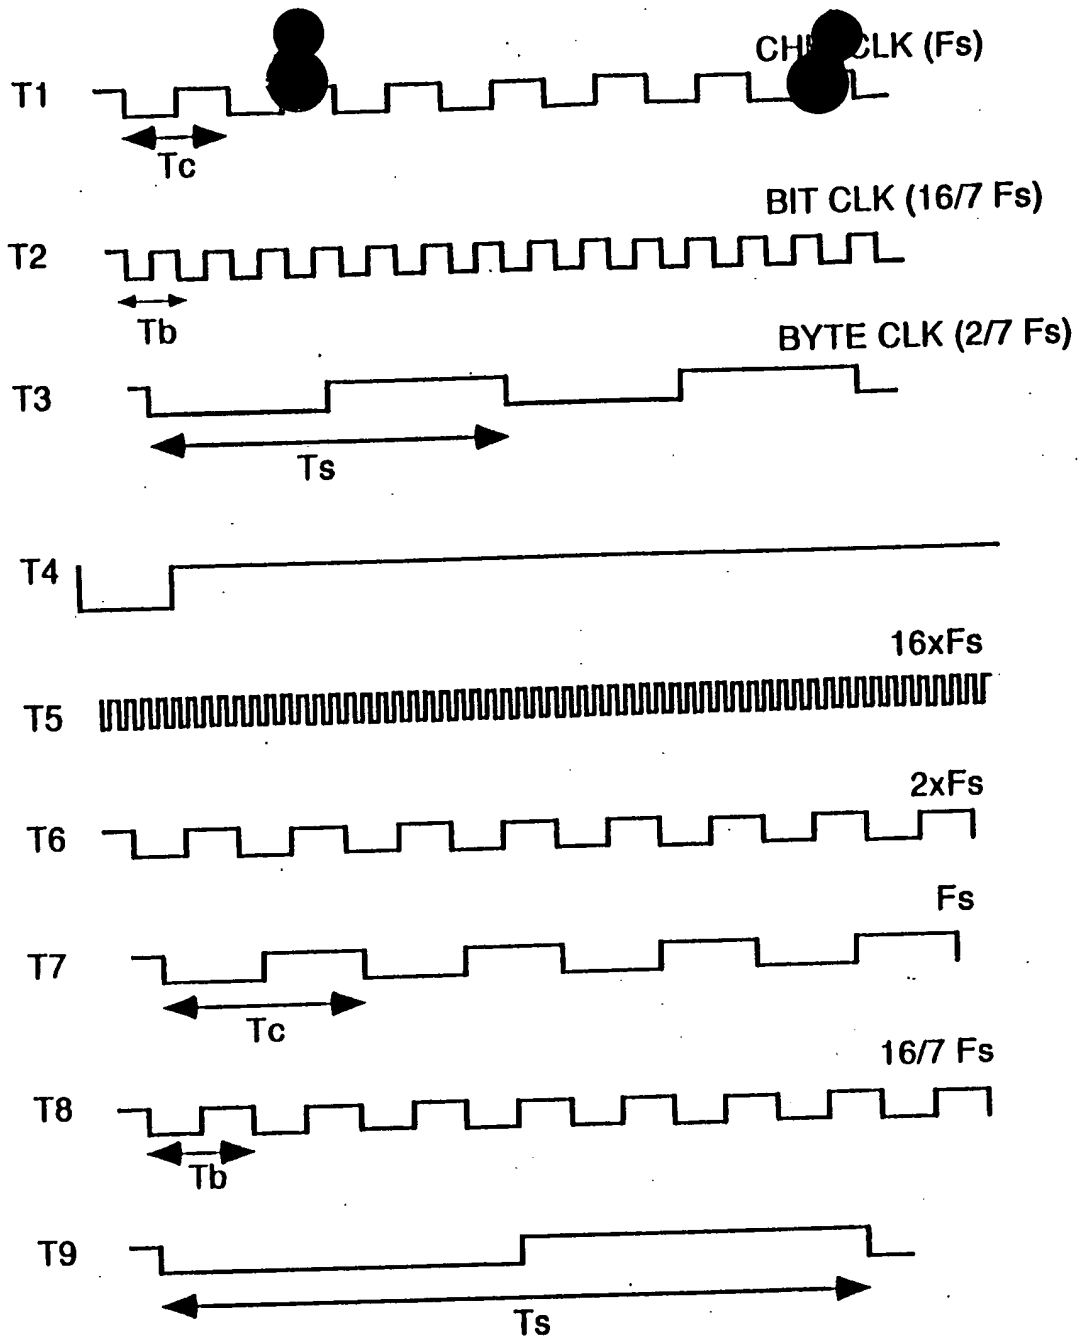 CLK (Fs)
T1
Tc
BIT CLK (16/7 Fs)
T2
Tb
BYTE CLK (2/7 Fs)
T3
Ts
T4
16xFs
T5
2xFs
T6
Fs
T7
Tc
16/7 Fs
T8
Tb
T9
Ts